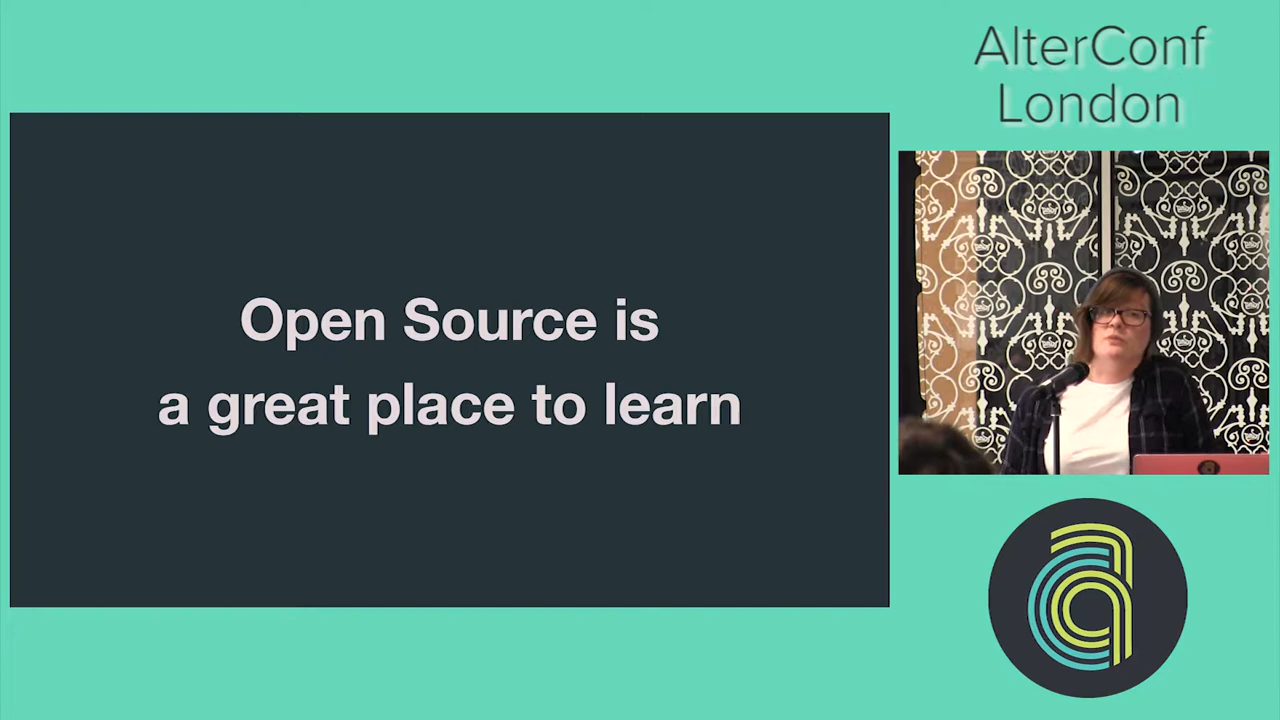 AlterConf
London
Open Source is
a great place to learn